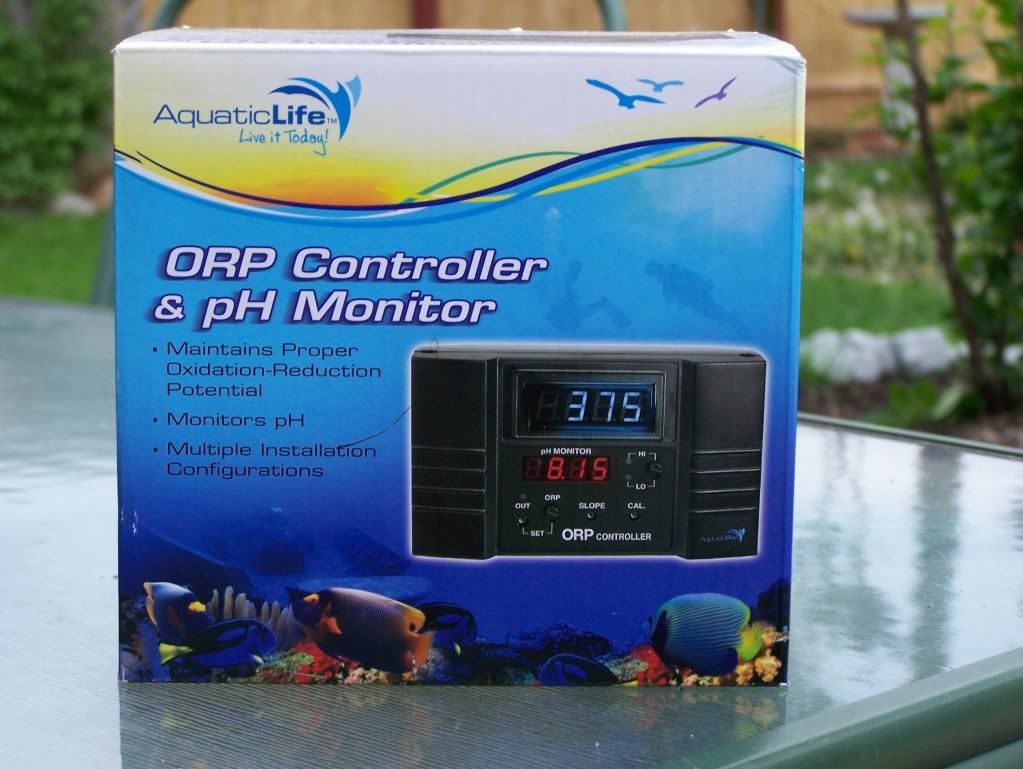 AquaticLife™
Live it Today!
ORP Controller
& pH Monitor
· Maintains Proper
Oxidation-Reduction
Potential
· Monitors pH
· Multiple Installation
Configurations
375
pH MONITOR
8.15
HI
LO
OUT ORP SLOPE CAL.
SET
ORP CONTROLLER
AquaticLife